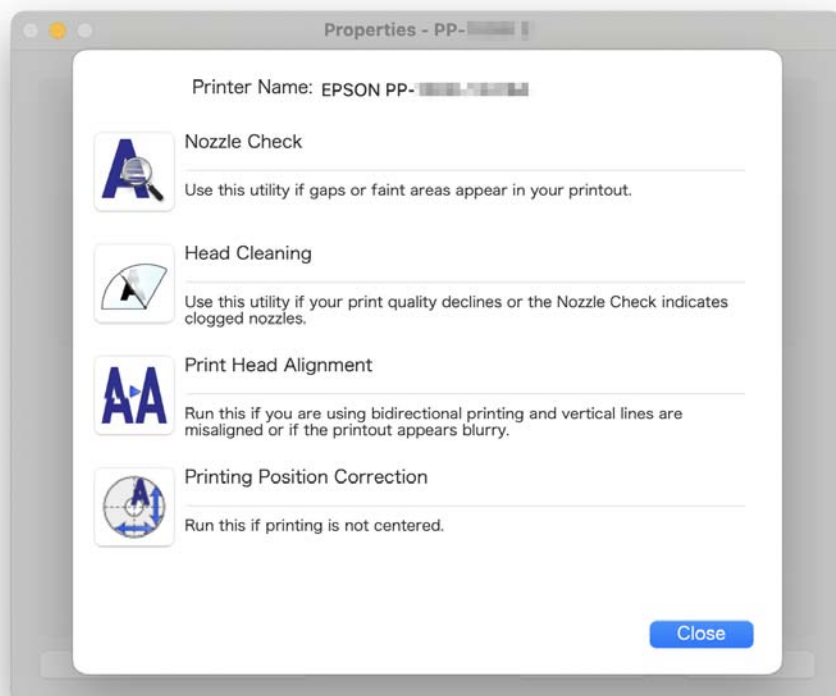 Properties - PP-
Printer Name: EPSON PP-
Nozzle Check
Use this utility if gaps or faint areas appear in your printout.
Head Cleaning
Use this utility if your print quality declines or the Nozzle Check indicates
clogged nozzles.
Print Head Alignment
Run this if you are using bidirectional printing and vertical lines are
misaligned or if the printout appears blurry.
Printing Position Correction
Run this if printing is not centered.
Close